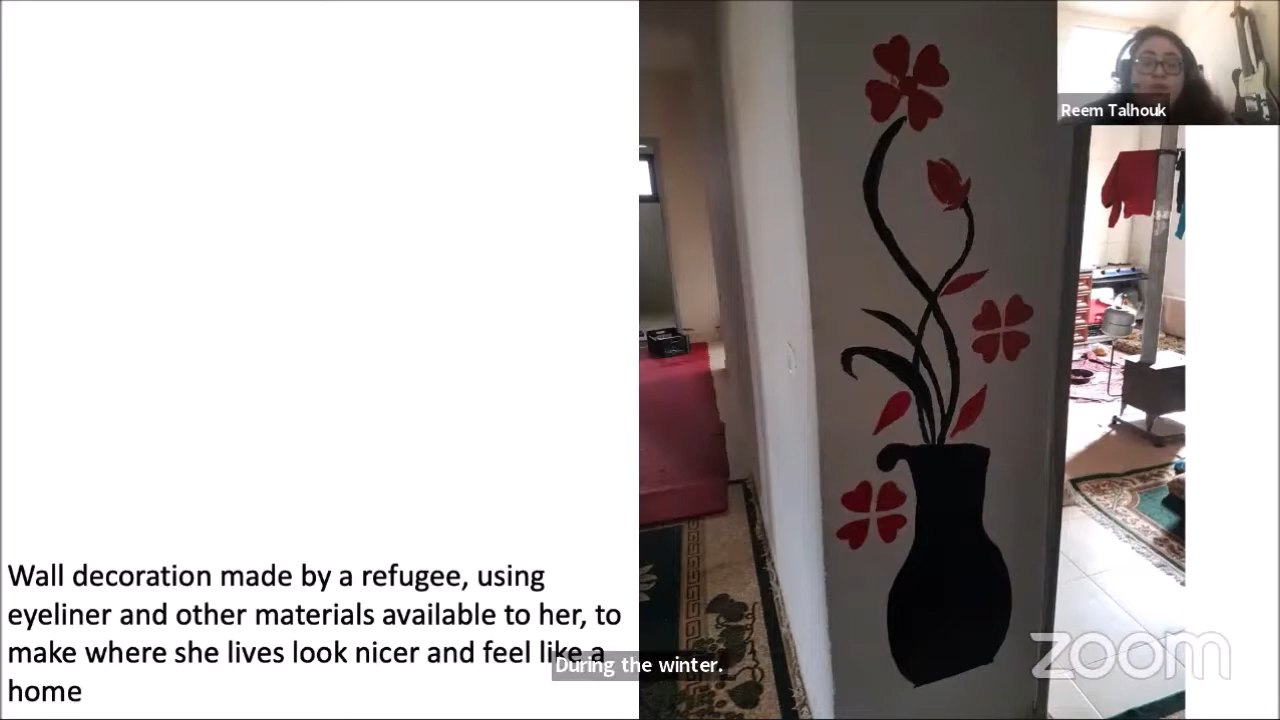 Reem Talhouk
Wall decoration made by a refugee, using
eyeliner and other materials available to her, to
make where she lives look nicer and feel like a
home
During the winter.
zoom